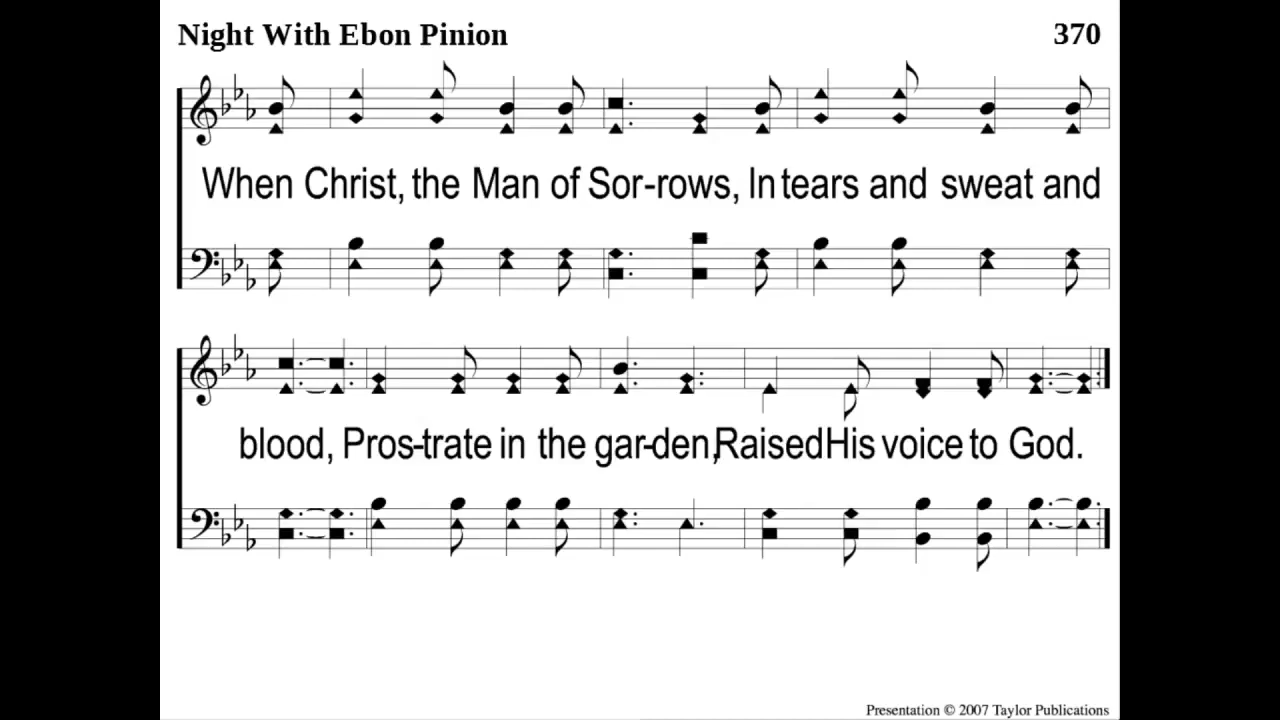 Night With Ebon Pinion 370
When Christ, the Man of Sor-rows, In tears and sweat and
blood, Pros-trate in the gar-den, Raised His voice to God.
Presentation © 2007 Taylor Publications